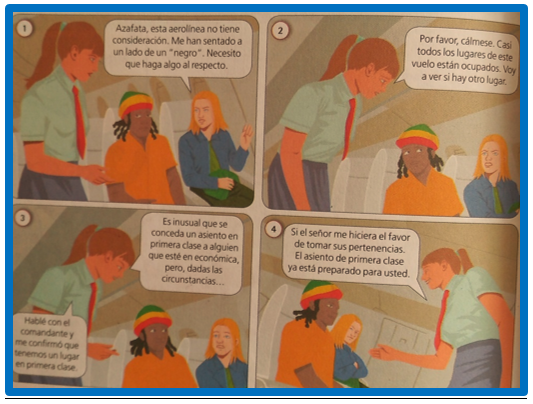 1
Azafata, esta aerolínea no tiene
consideración. Me han sentado a
un lado de un "negro". Necesito
que haga algo al respecto.
2
Por favor, cálmese. Casi
todos los lugares de este
vuelo están ocupados. Voy
a ver si hay otro lugar.
3
Es inusual que se
conceda un asiento en
primera clase a alguien
que esté en económica,
pero, dadas las
circunstancias...
Hablé con el
comandante y
me confirmó que
tenemos un lugar
en primera clase.
4
Si el señor me hiciera el favor
de tomar sus pertenencias.
El asiento de primera clase
ya está preparado para usted.